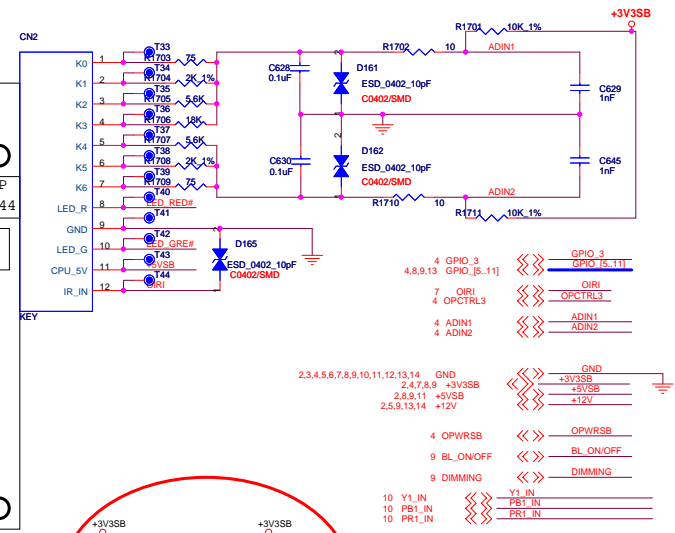 +3V3SB
CN2
R1701 10K_1%
R1702 10 ADIN1
K0 1 T33 R1703 75
K1 2 T34 R1704 2K_1%
K2 3 T35 R1705 5.6K
K3 4 T36 R1706 18K
K4 5 T37 R1707 5.6K
K5 6 T38 R1708 2K_1%
K6 7 T39 R1709 75
LED_R 8 T40 LED_RED#
GND 9 T41
LED_G 10 T42 LED_GRE#
CPU_5V 11 T43 +5VSB
IR_IN 12 T44 OIRI
KEY
C628
0.1uF
2
D161
ESD_0402_10pF
C0402/SMD
1
C629
1nF
C630
0.1uF
2
D162
ESD_0402_10pF
C0402/SMD
1
C645
1nF
R1710 10 ADIN2
R1711 10K_1%
2
D165
ESD_0402_10pF
C0402/SMD
1
P
44
4 GPIO_3 GPIO_3
4,8,9,13 GPIO_[5..11] GPIO_[5..11]
7 OIRI OIRI
4 OPCTRL3 OPCTRL3
4 ADIN1 ADIN1
4 ADIN2 ADIN2
2,3,4,5,6,7,8,9,10,11,12,13,14 GND GND
2,4,7,8,9 +3V3SB +3V3SB
2,8,9,11 +5VSB +5VSB
2,5,9,13,14 +12V +12V
4 OPWRSB OPWRSB
9 BL_ON/OFF BL_ON/OFF
9 DIMMING DIMMING
10 Y1_IN Y1_IN
10 PB1_IN PB1_IN
10 PR1_IN PR1_IN
+3V3SB +3V3SB